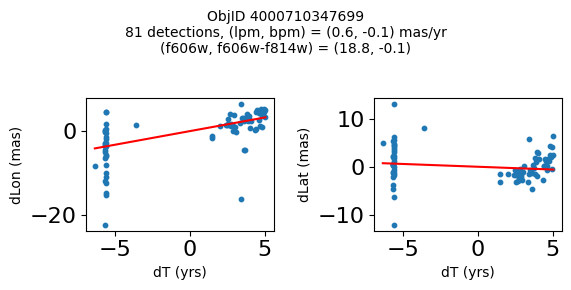 ObjID 4000710347699
81 detections, (lpm, bpm) = (0.6, -0.1) mas/yr
(f606w, f606w-f814w) = (18.8, -0.1)
dLon (mas)
0
−20
−5
0
5
dT (yrs)
dLat (mas)
10
0
−10
−5
0
5
dT (yrs)